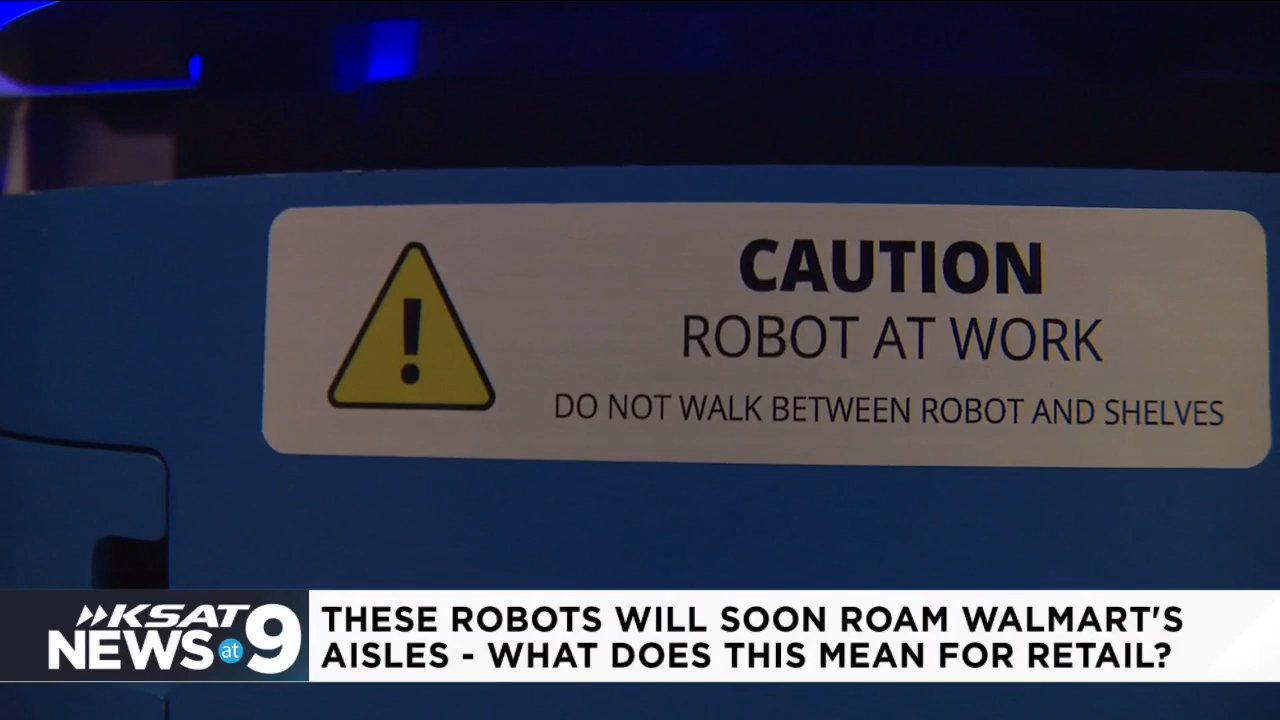 !
CAUTION
ROBOT AT WORK
DO NOT WALK BETWEEN ROBOT AND SHELVES
KSAT
NEWS at 9
THESE ROBOTS WILL SOON ROAM WALMART'S
AISLES - WHAT DOES THIS MEAN FOR RETAIL?